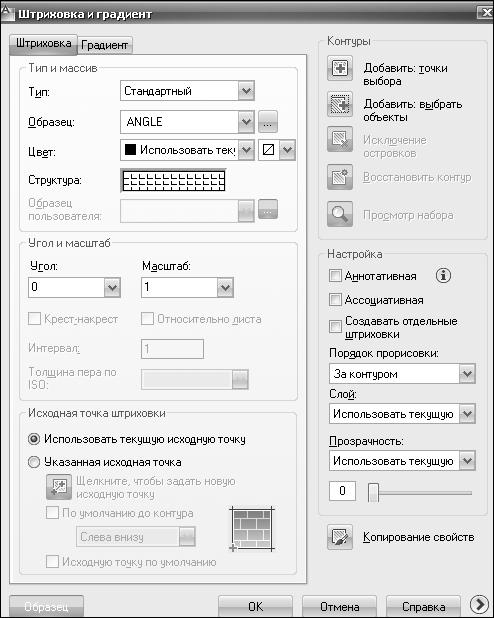 Штриховка и градиент
Штриховка
Градиент
Тип и массив
Тип:
Стандартный
Образец:
ANGLE
...
Цвет:
Использовать теку
Структура:
Образец
пользователя:
...
Угол и масштаб
Угол:
Масштаб:
0
1
Крест-накрест
Относительно листа
Интервал:
1
Толщина пера по
ISO:
Исходная точка штриховки
Использовать текущую исходную точку
Указанная исходная точка
Щелкните, чтобы задать новую
исходную точку
По умолчанию до контура
Слева внизу
Исходную точку по умолчанию
Контуры
Добавить: точки
выбора
Добавить: выбрать
объекты
Исключение
островков
Восстановить контур
Просмотр набора
Настройка
Аннотативная
Ассоциативная
Создавать отдельные
штриховки
Порядок прорисовки:
За контуром
Слой:
Использовать текущую
Прозрачность:
Использовать текущую
0
Копирование свойств
Образец
OK
Отмена
Справка